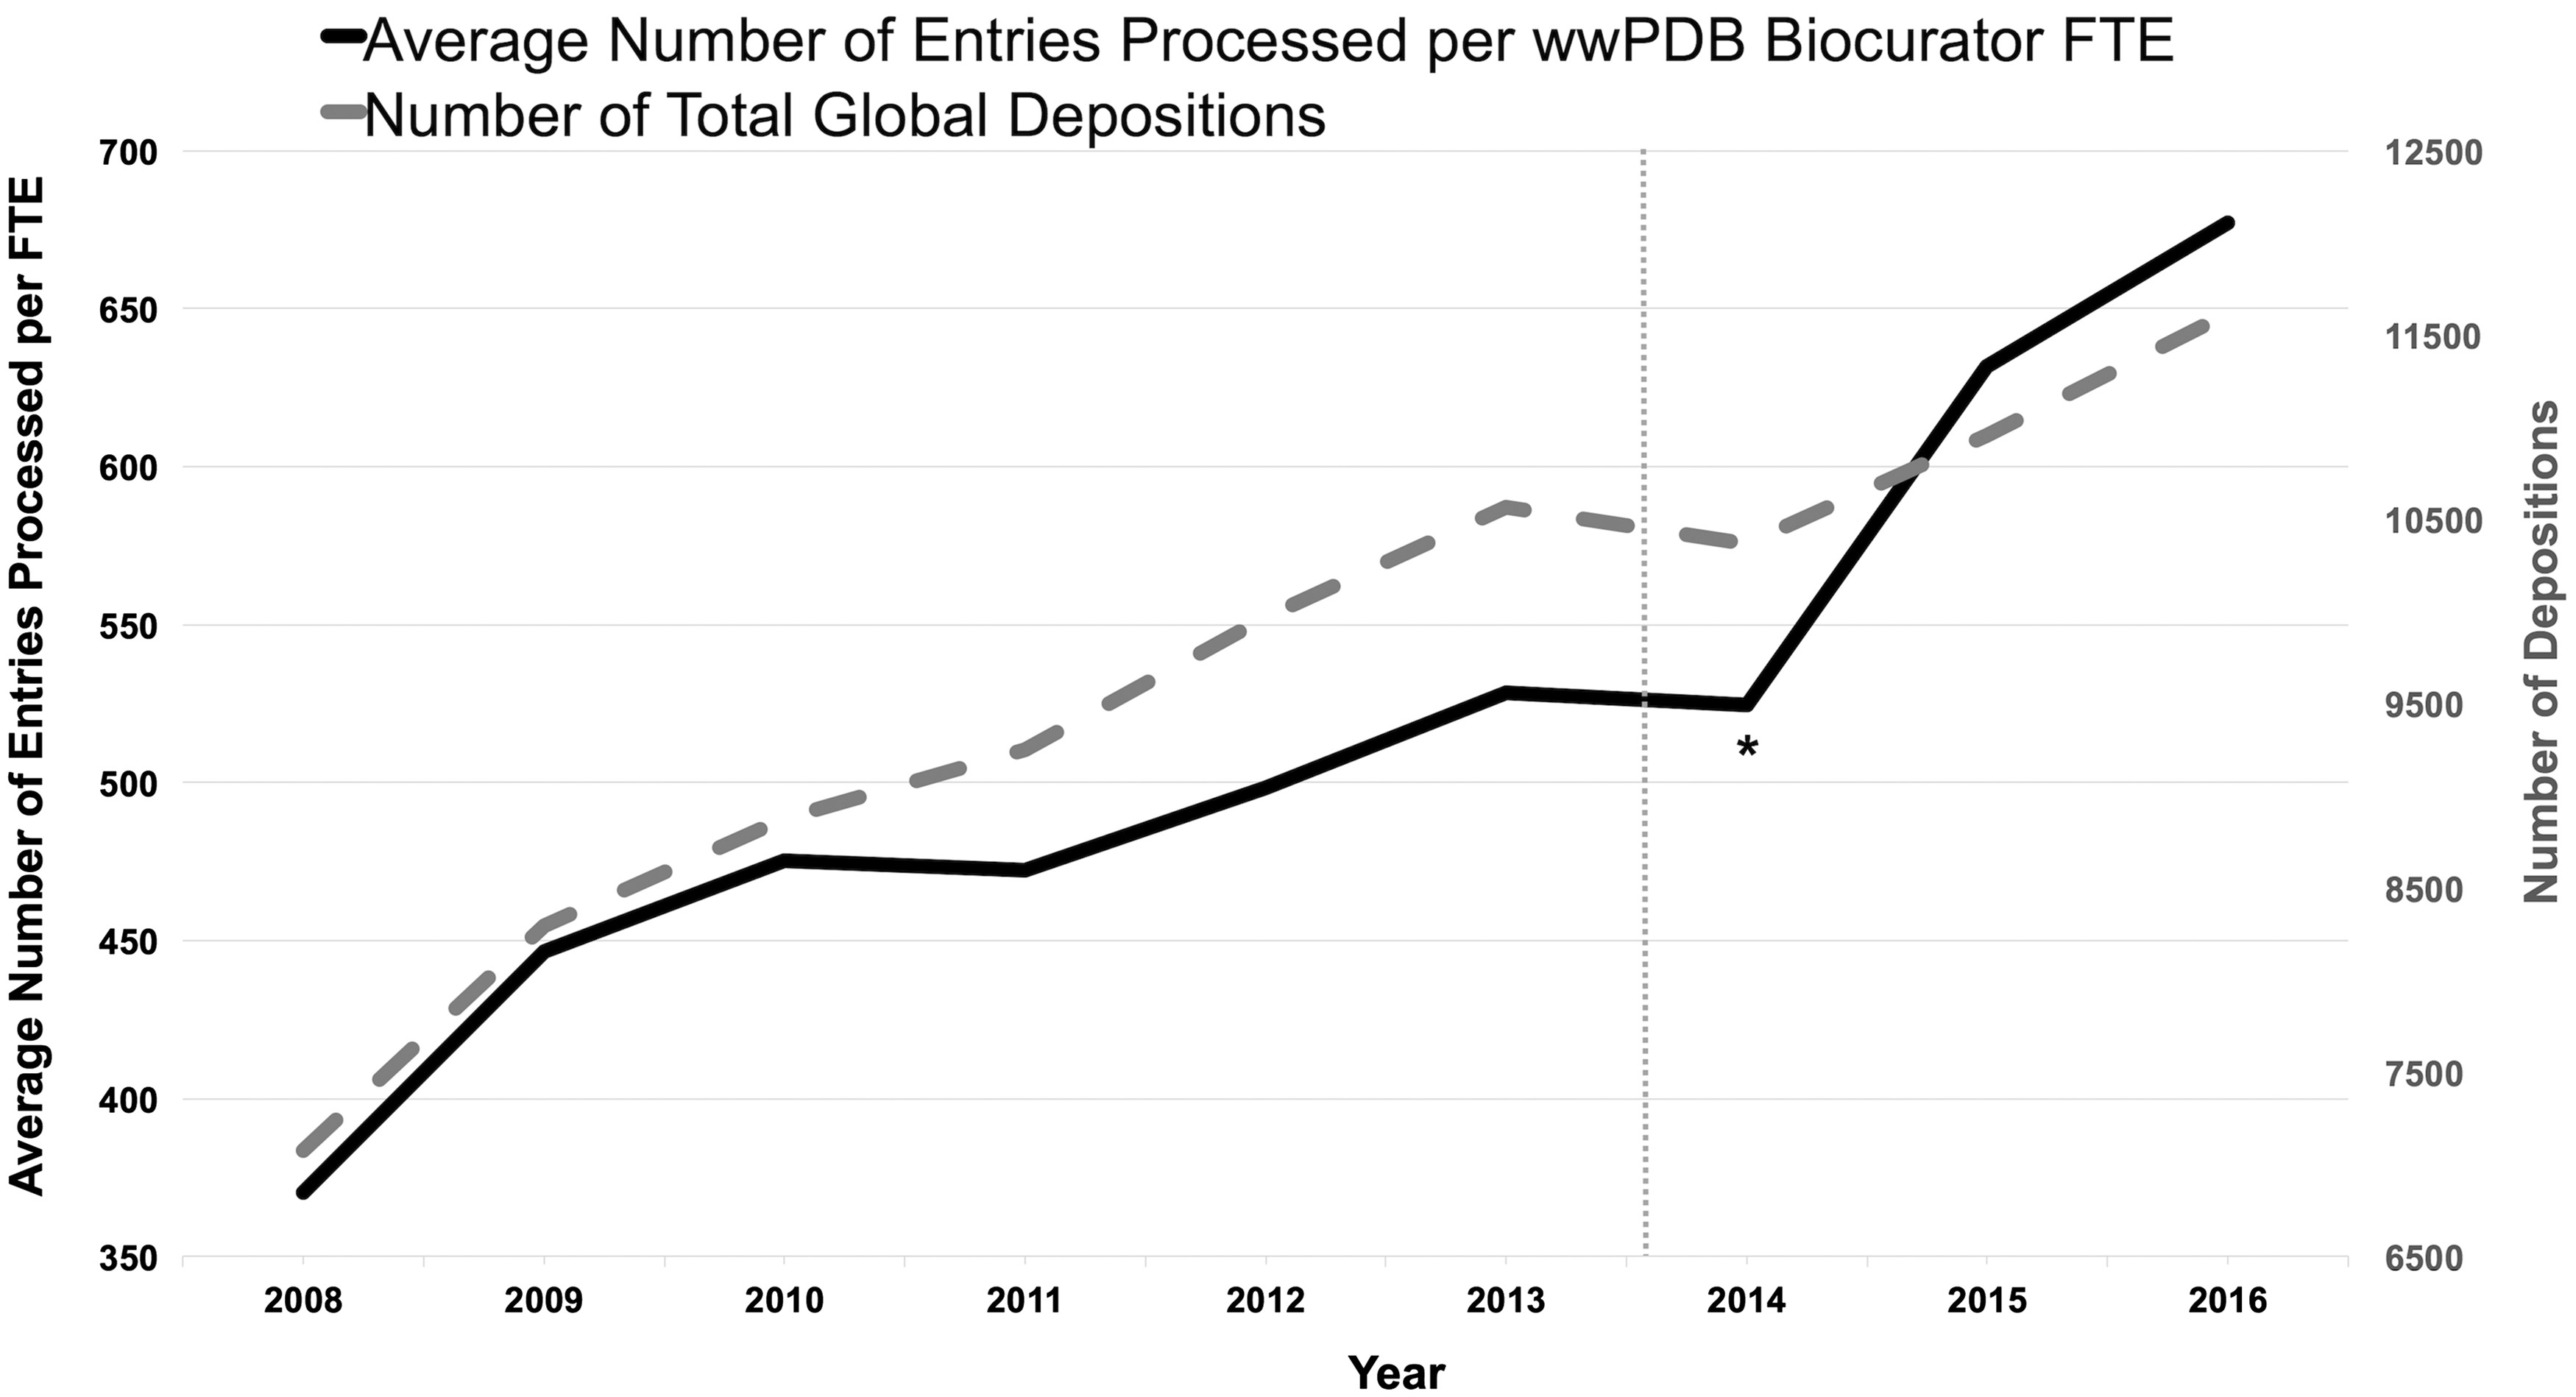 Average Number of Entries Processed per wwPDB Biocurator FTE
Number of Total Global Depositions
Average Number of Entries Processed per FTE
700
650
600
550
500
450
400
350
12500
11500
10500
9500
8500
7500
6500
Number of Depositions
*
2008 2009 2010 2011 2012 2013 2014 2015 2016
Year